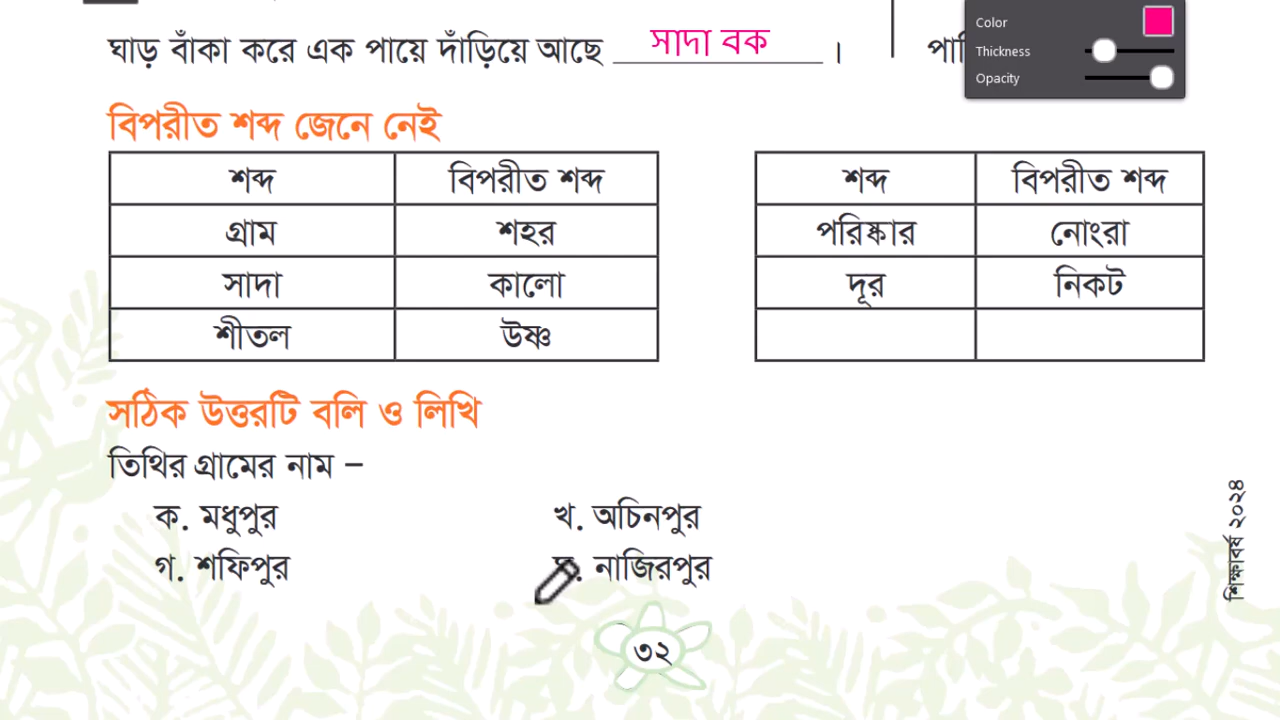 ঘাড় বাঁকা করে এক পায়ে দাঁড়িয়ে আছে সাদা বক ।
Color
Thickness
Opacity
বিপরীত শব্দ জেনে নেই
শব্দ বিপরীত শব্দ
গ্রাম শহর
সাদা কালো
শীতল উষ্ণ
শব্দ বিপরীত শব্দ
পরিষ্কার নোংরা
দূর নিকট
সঠিক উত্তরটি বলি ও লিখি
তিথির গ্রামের নাম –
ক. মধুপুর খ. অচিনপুর
গ. শফিপুর ঘ. নাজিরপুর
৩২
শিক্ষাবর্ষ ২০২৪